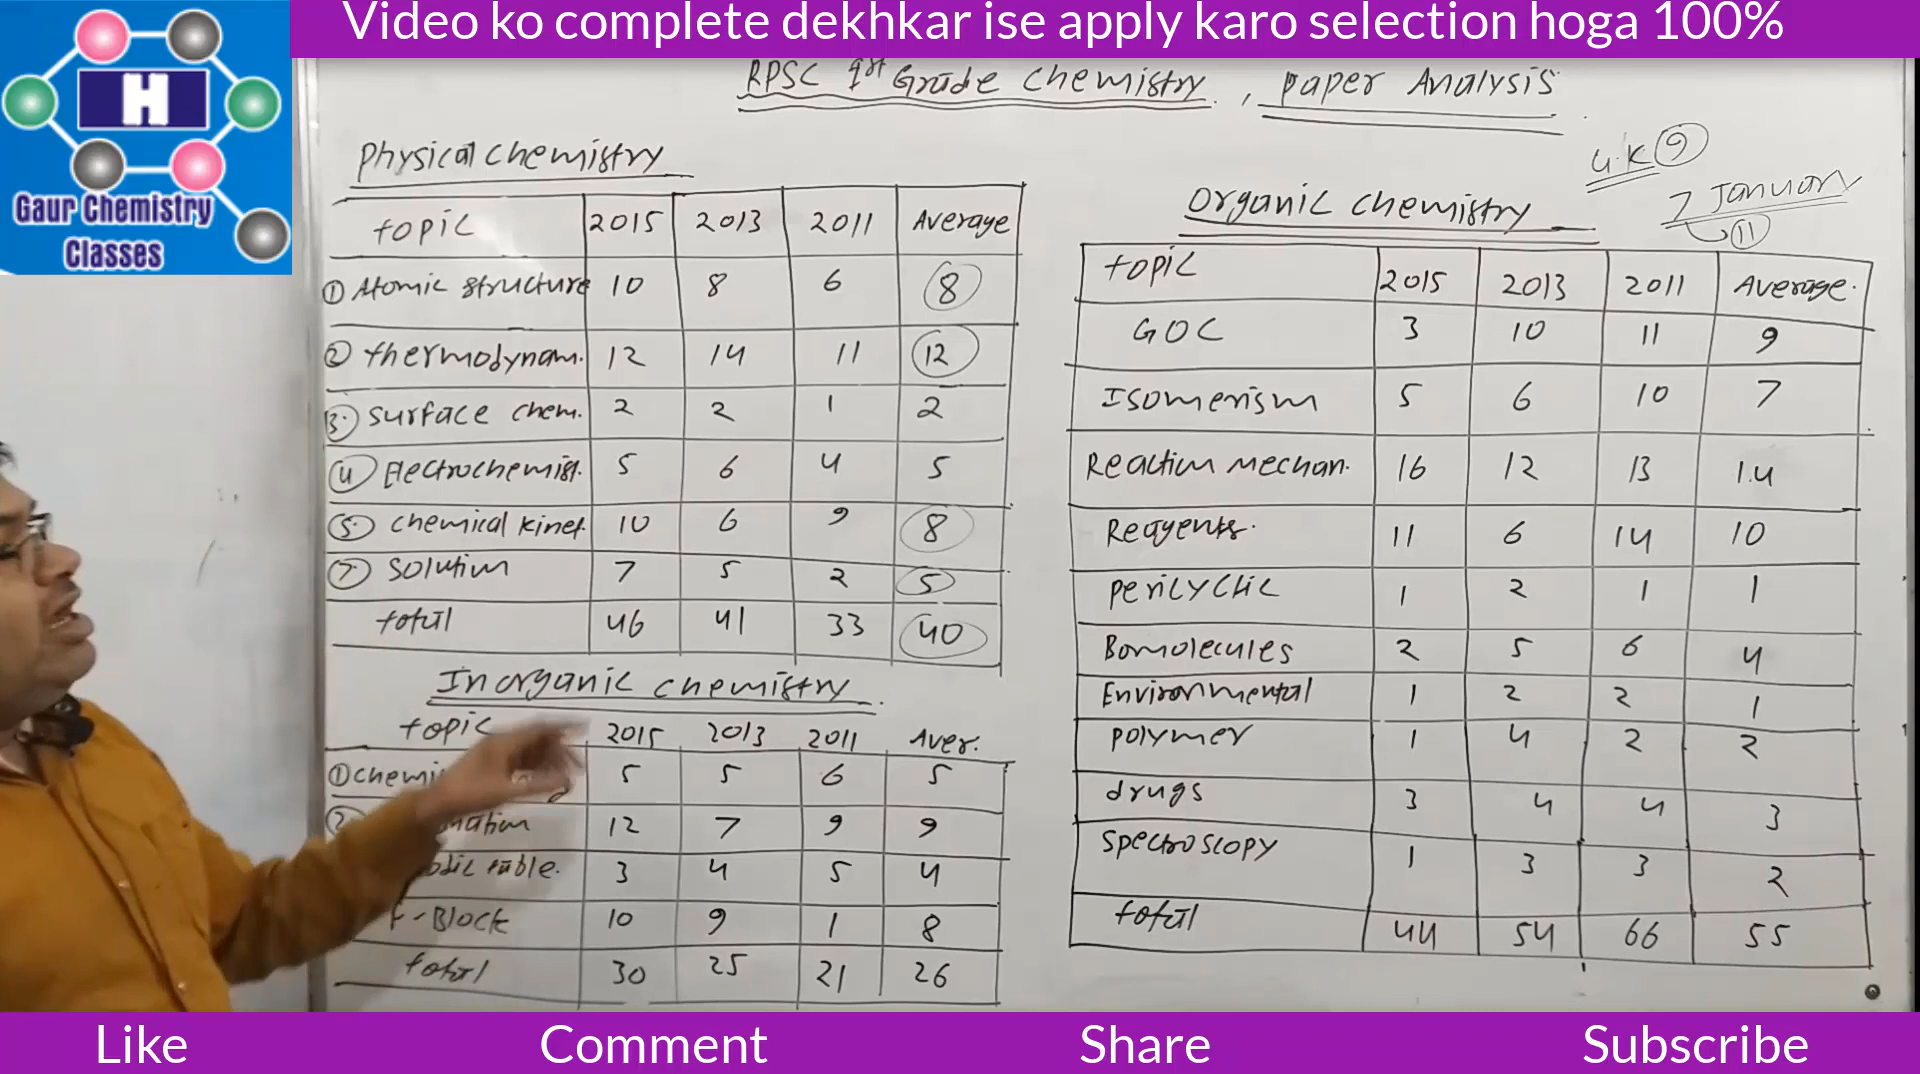 Video ko complete dekhkar ise apply karo selection hoga 100%
H
Gaur Chemistry
Classes
RPSC 1st Grade chemistry, paper Analysis
Physical chemistry
topic 2015 2013 2011 Average
① Atomic structure 10 8 6 8
② thermodynam. 12 14 11 12
③ Surface chem. 2 2 1 2
④ Electrochemist. 5 6 4 5
⑤ chemical kinet. 10 6 9 8
⑦ Solution 7 5 2 5
total 46 41 33 40
Inorganic chemistry
topic 2015 2013 2011 Aver.
① chemi 5 5 6 5
② 12 7 9 9
table. 3 4 5 4
f-Block 10 9 1 8
total 30 25 21 26
G.K. 9
7 January
11
Organic chemistry
topic 2015 2013 2011 Average.
GOC 3 10 11 9
Isomerism 5 6 10 7
Reaction mechan. 16 12 13 14
Reagents. 11 6 14 10
pericyclic 1 2 1 1
Bomolecules 2 5 6 4
Environmental 1 2 2 1
polymer 1 4 2 2
drugs 3 4 4 3
spectroscopy 1 3 3 2
total 44 54 66 55
Like Comment Share Subscribe